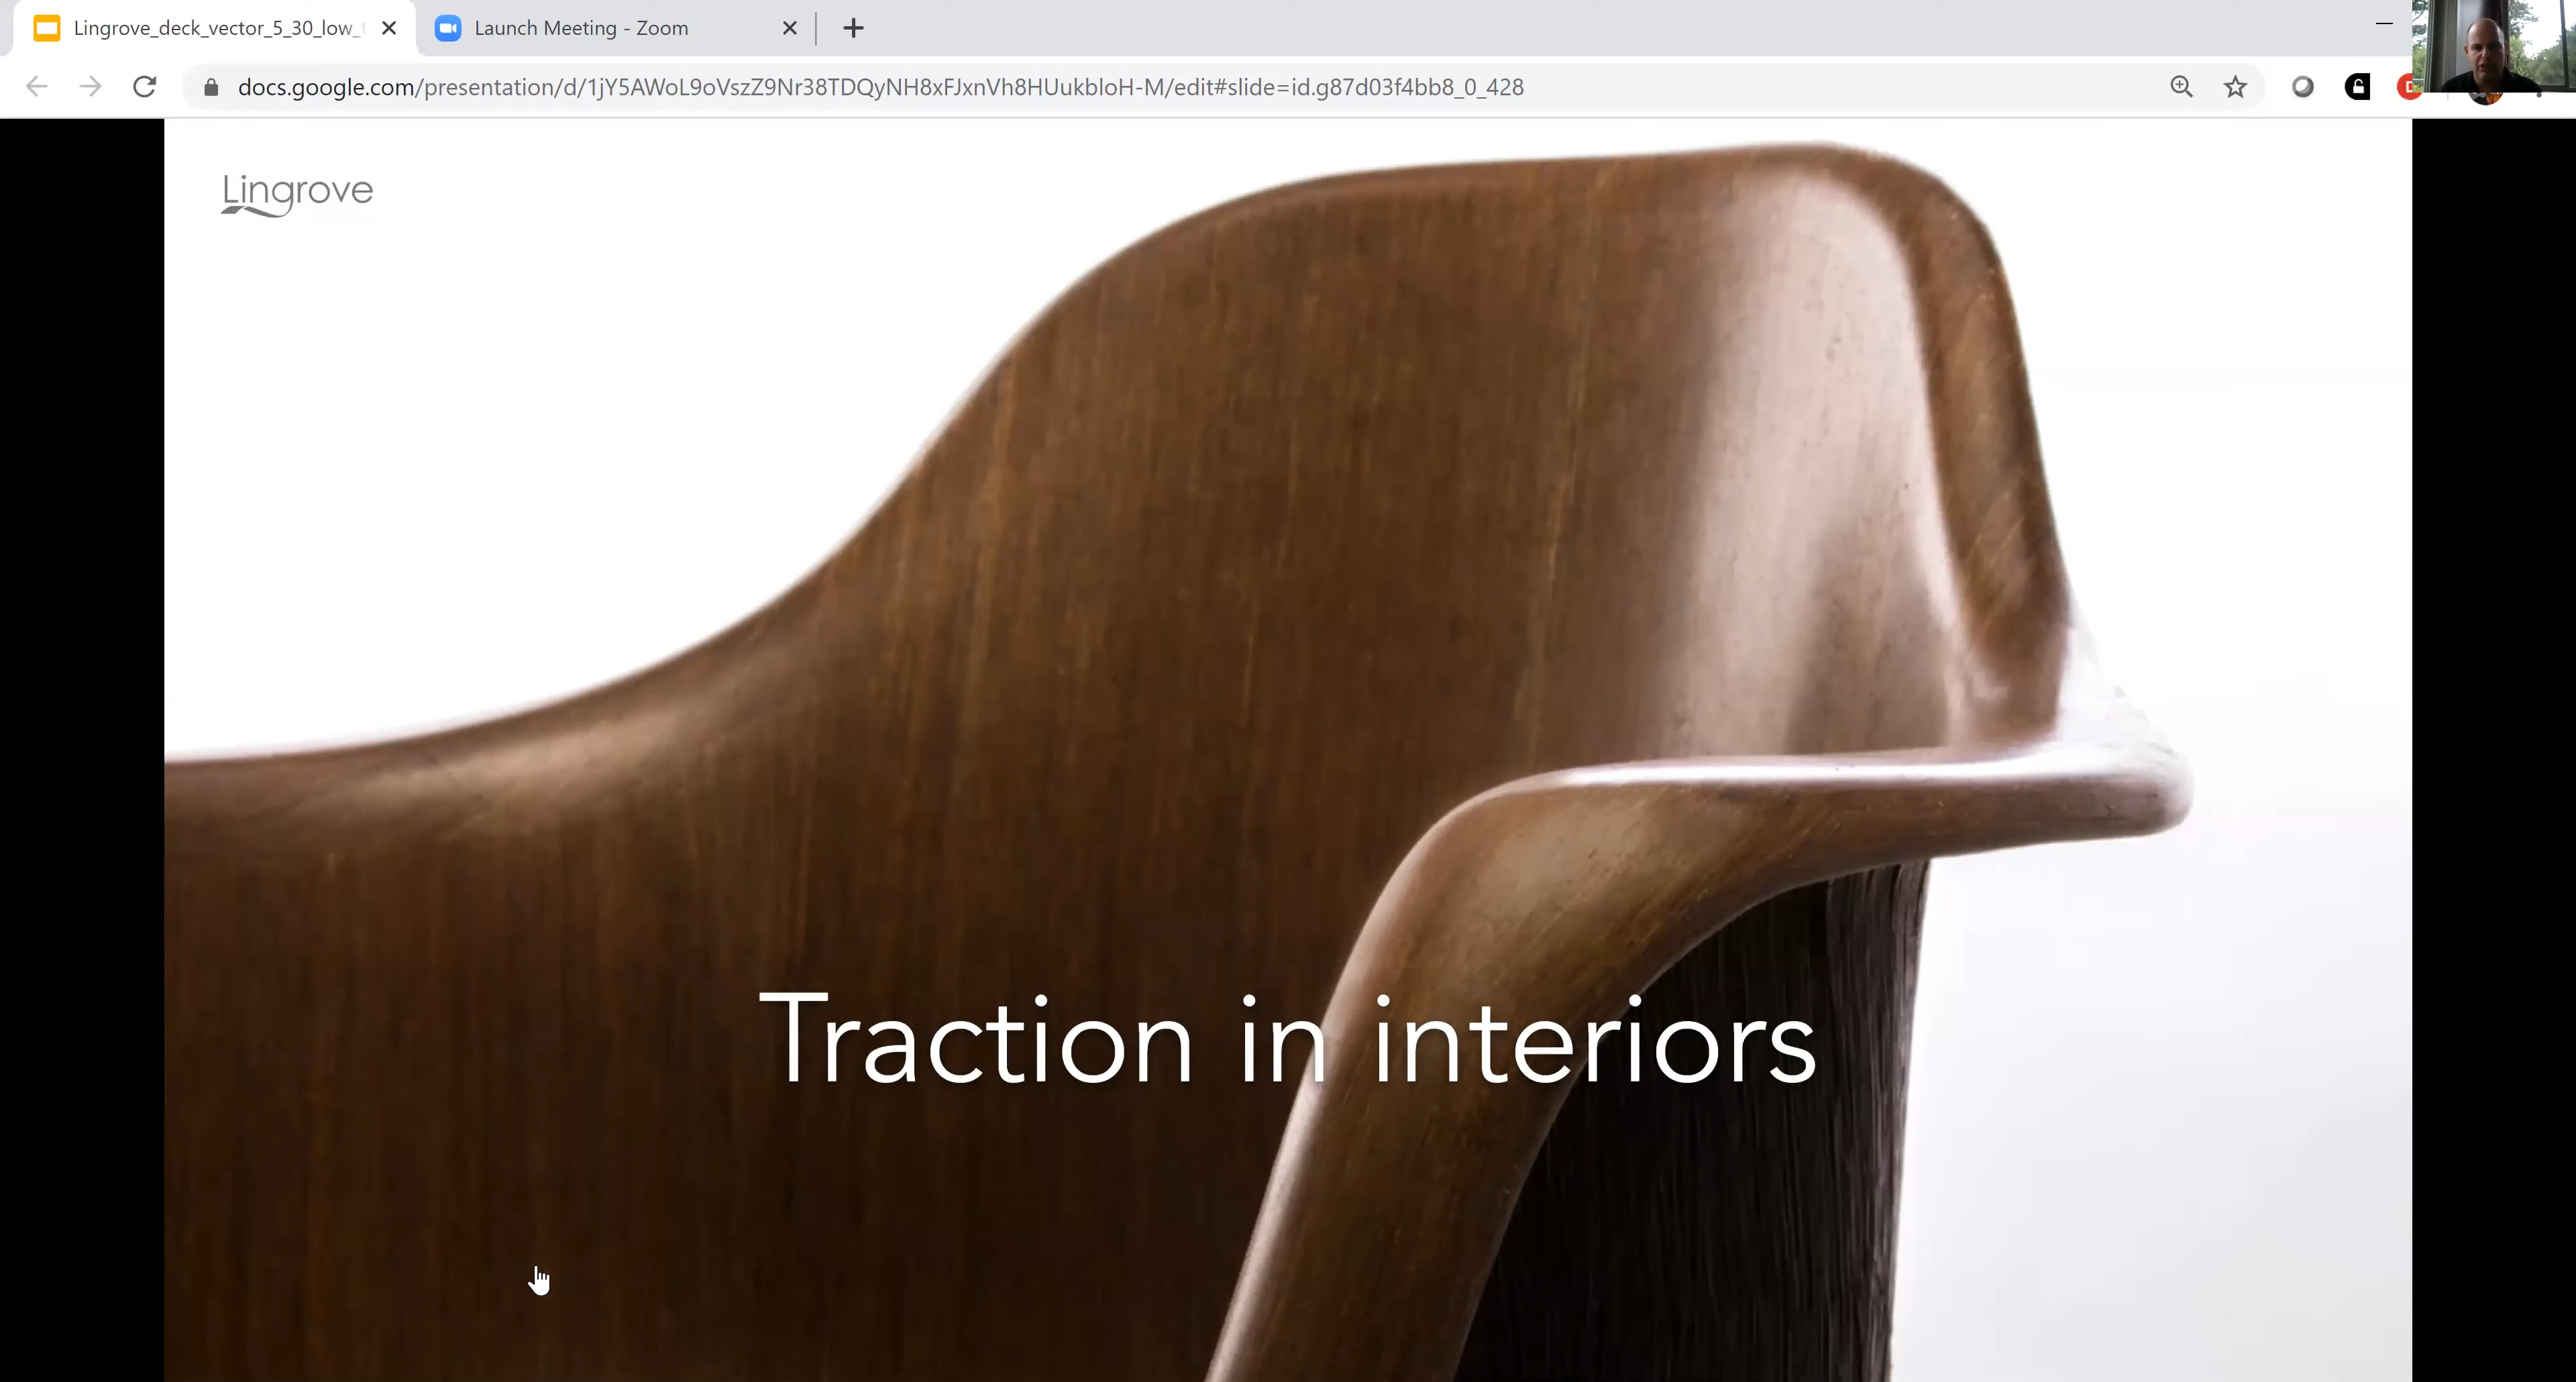 Lingrove_deck_vector_5_30_low_
Launch Meeting - Zoom
docs.google.com/presentation/d/1jY5AWoL9oVszZ9Nr38TDQyNH8xFJxnVh8HUukbloH-M/edit#slide=id.g87d03f4bb8_0_428
Lingrove
Traction in interiors